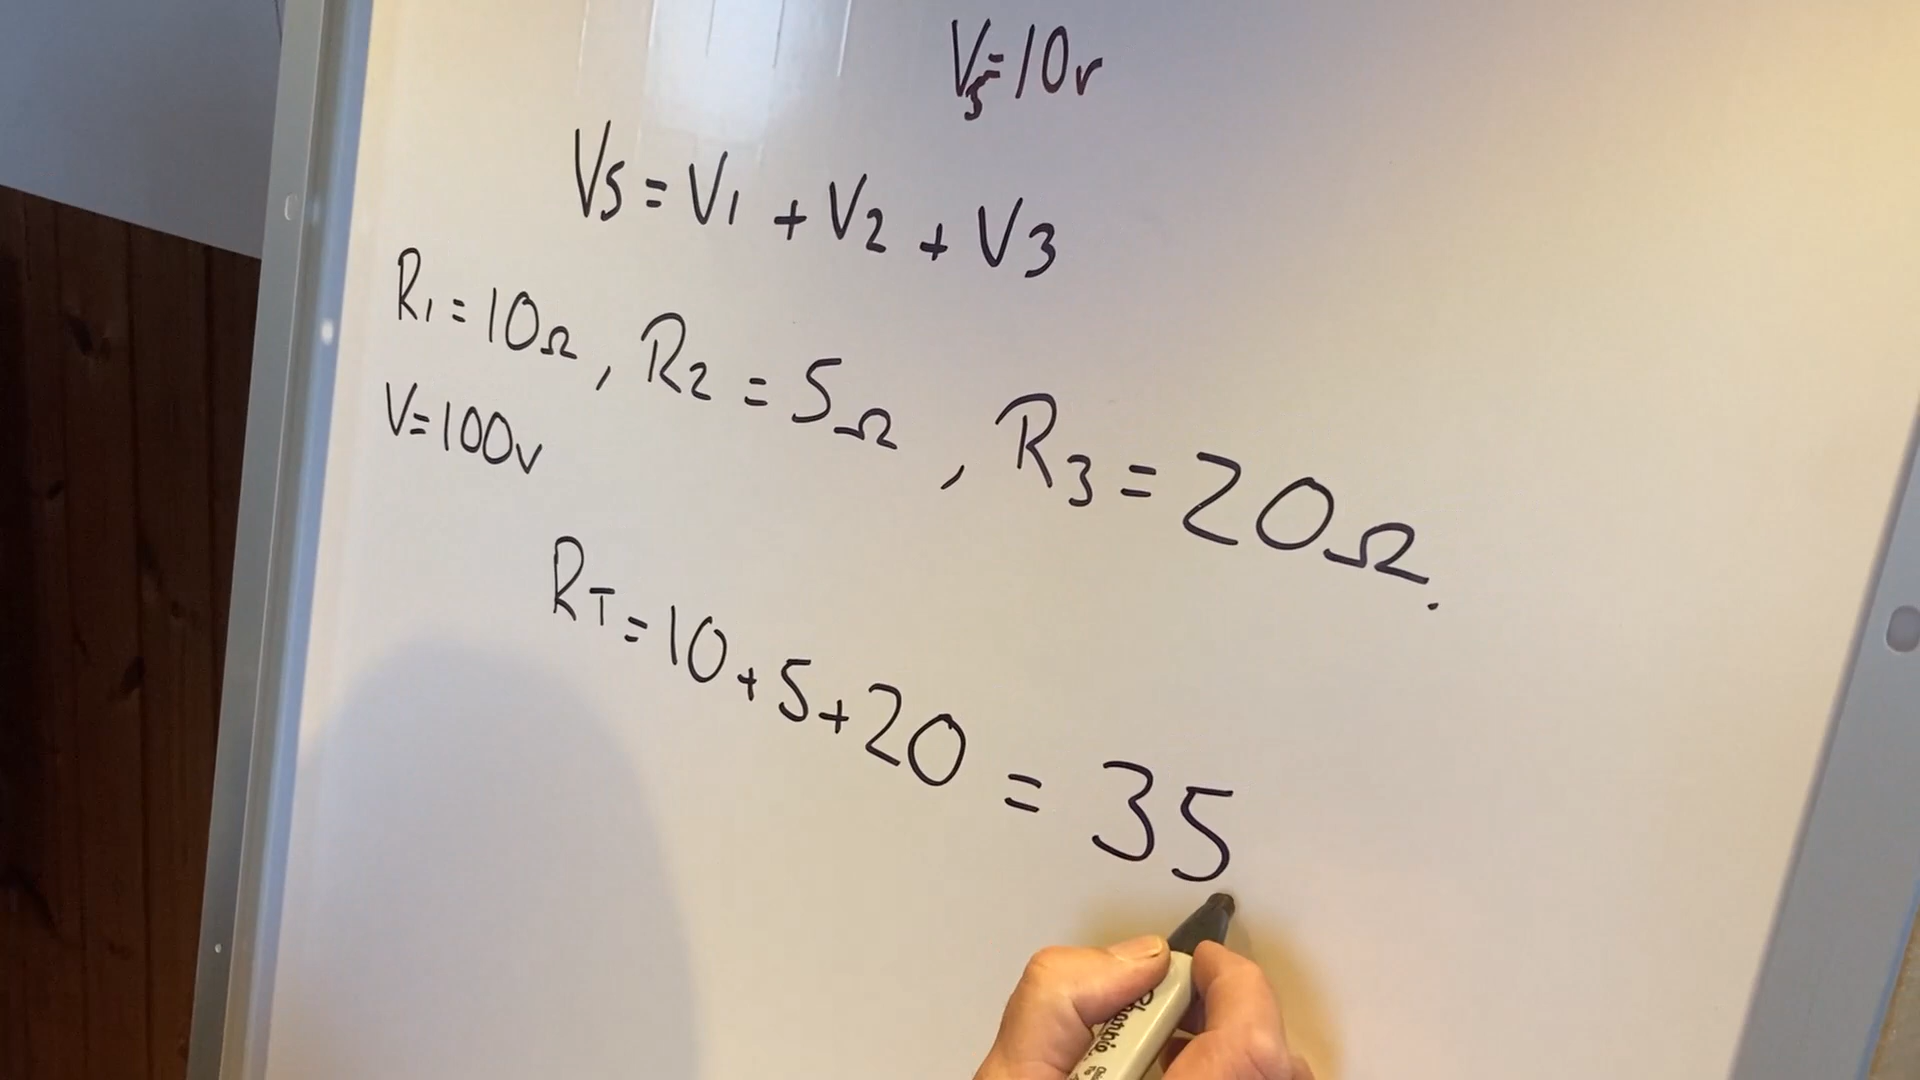 Vs=10v
Vs = V1 + V2 + V3
R1 = 10Ω, R2 = 5Ω, R3 = 20Ω.
V=100v
RT = 10+5+20 = 35
Sharpie.